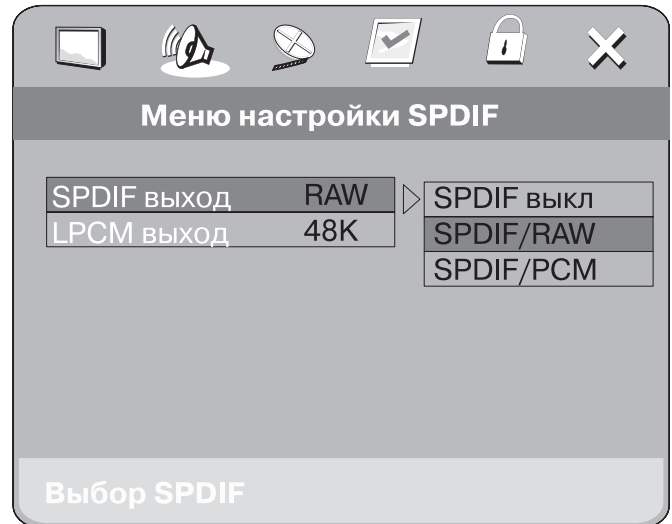 Меню настройки SPDIF
SPDIF выход RAW SPDIF выкл
LPCM выход 48K SPDIF/RAW
SPDIF/PCM
Выбор SPDIF